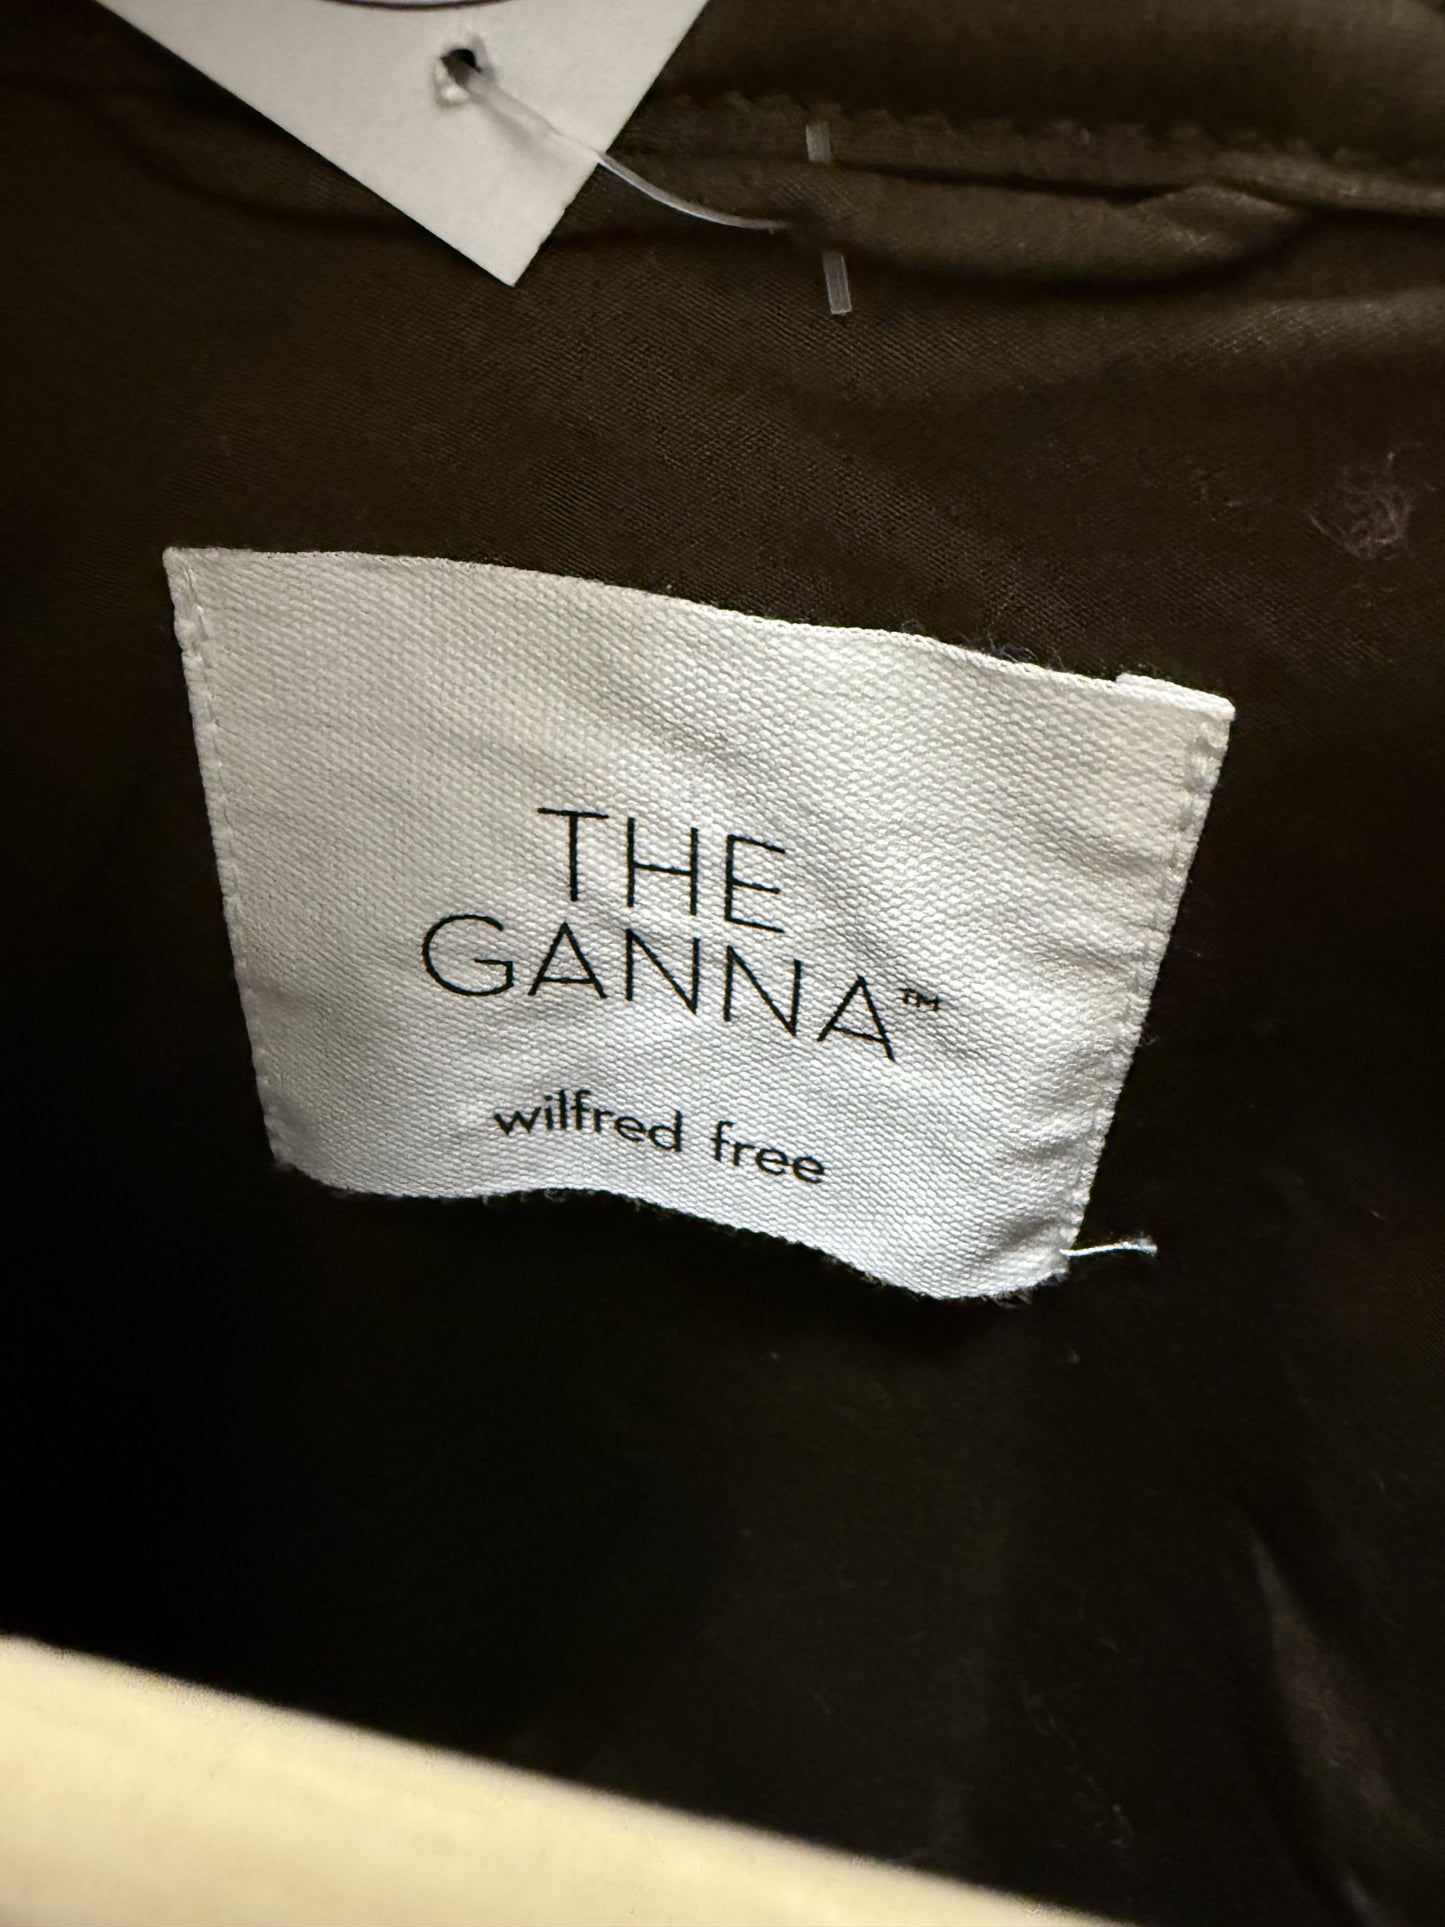 THE
GANNA™
wilfred free